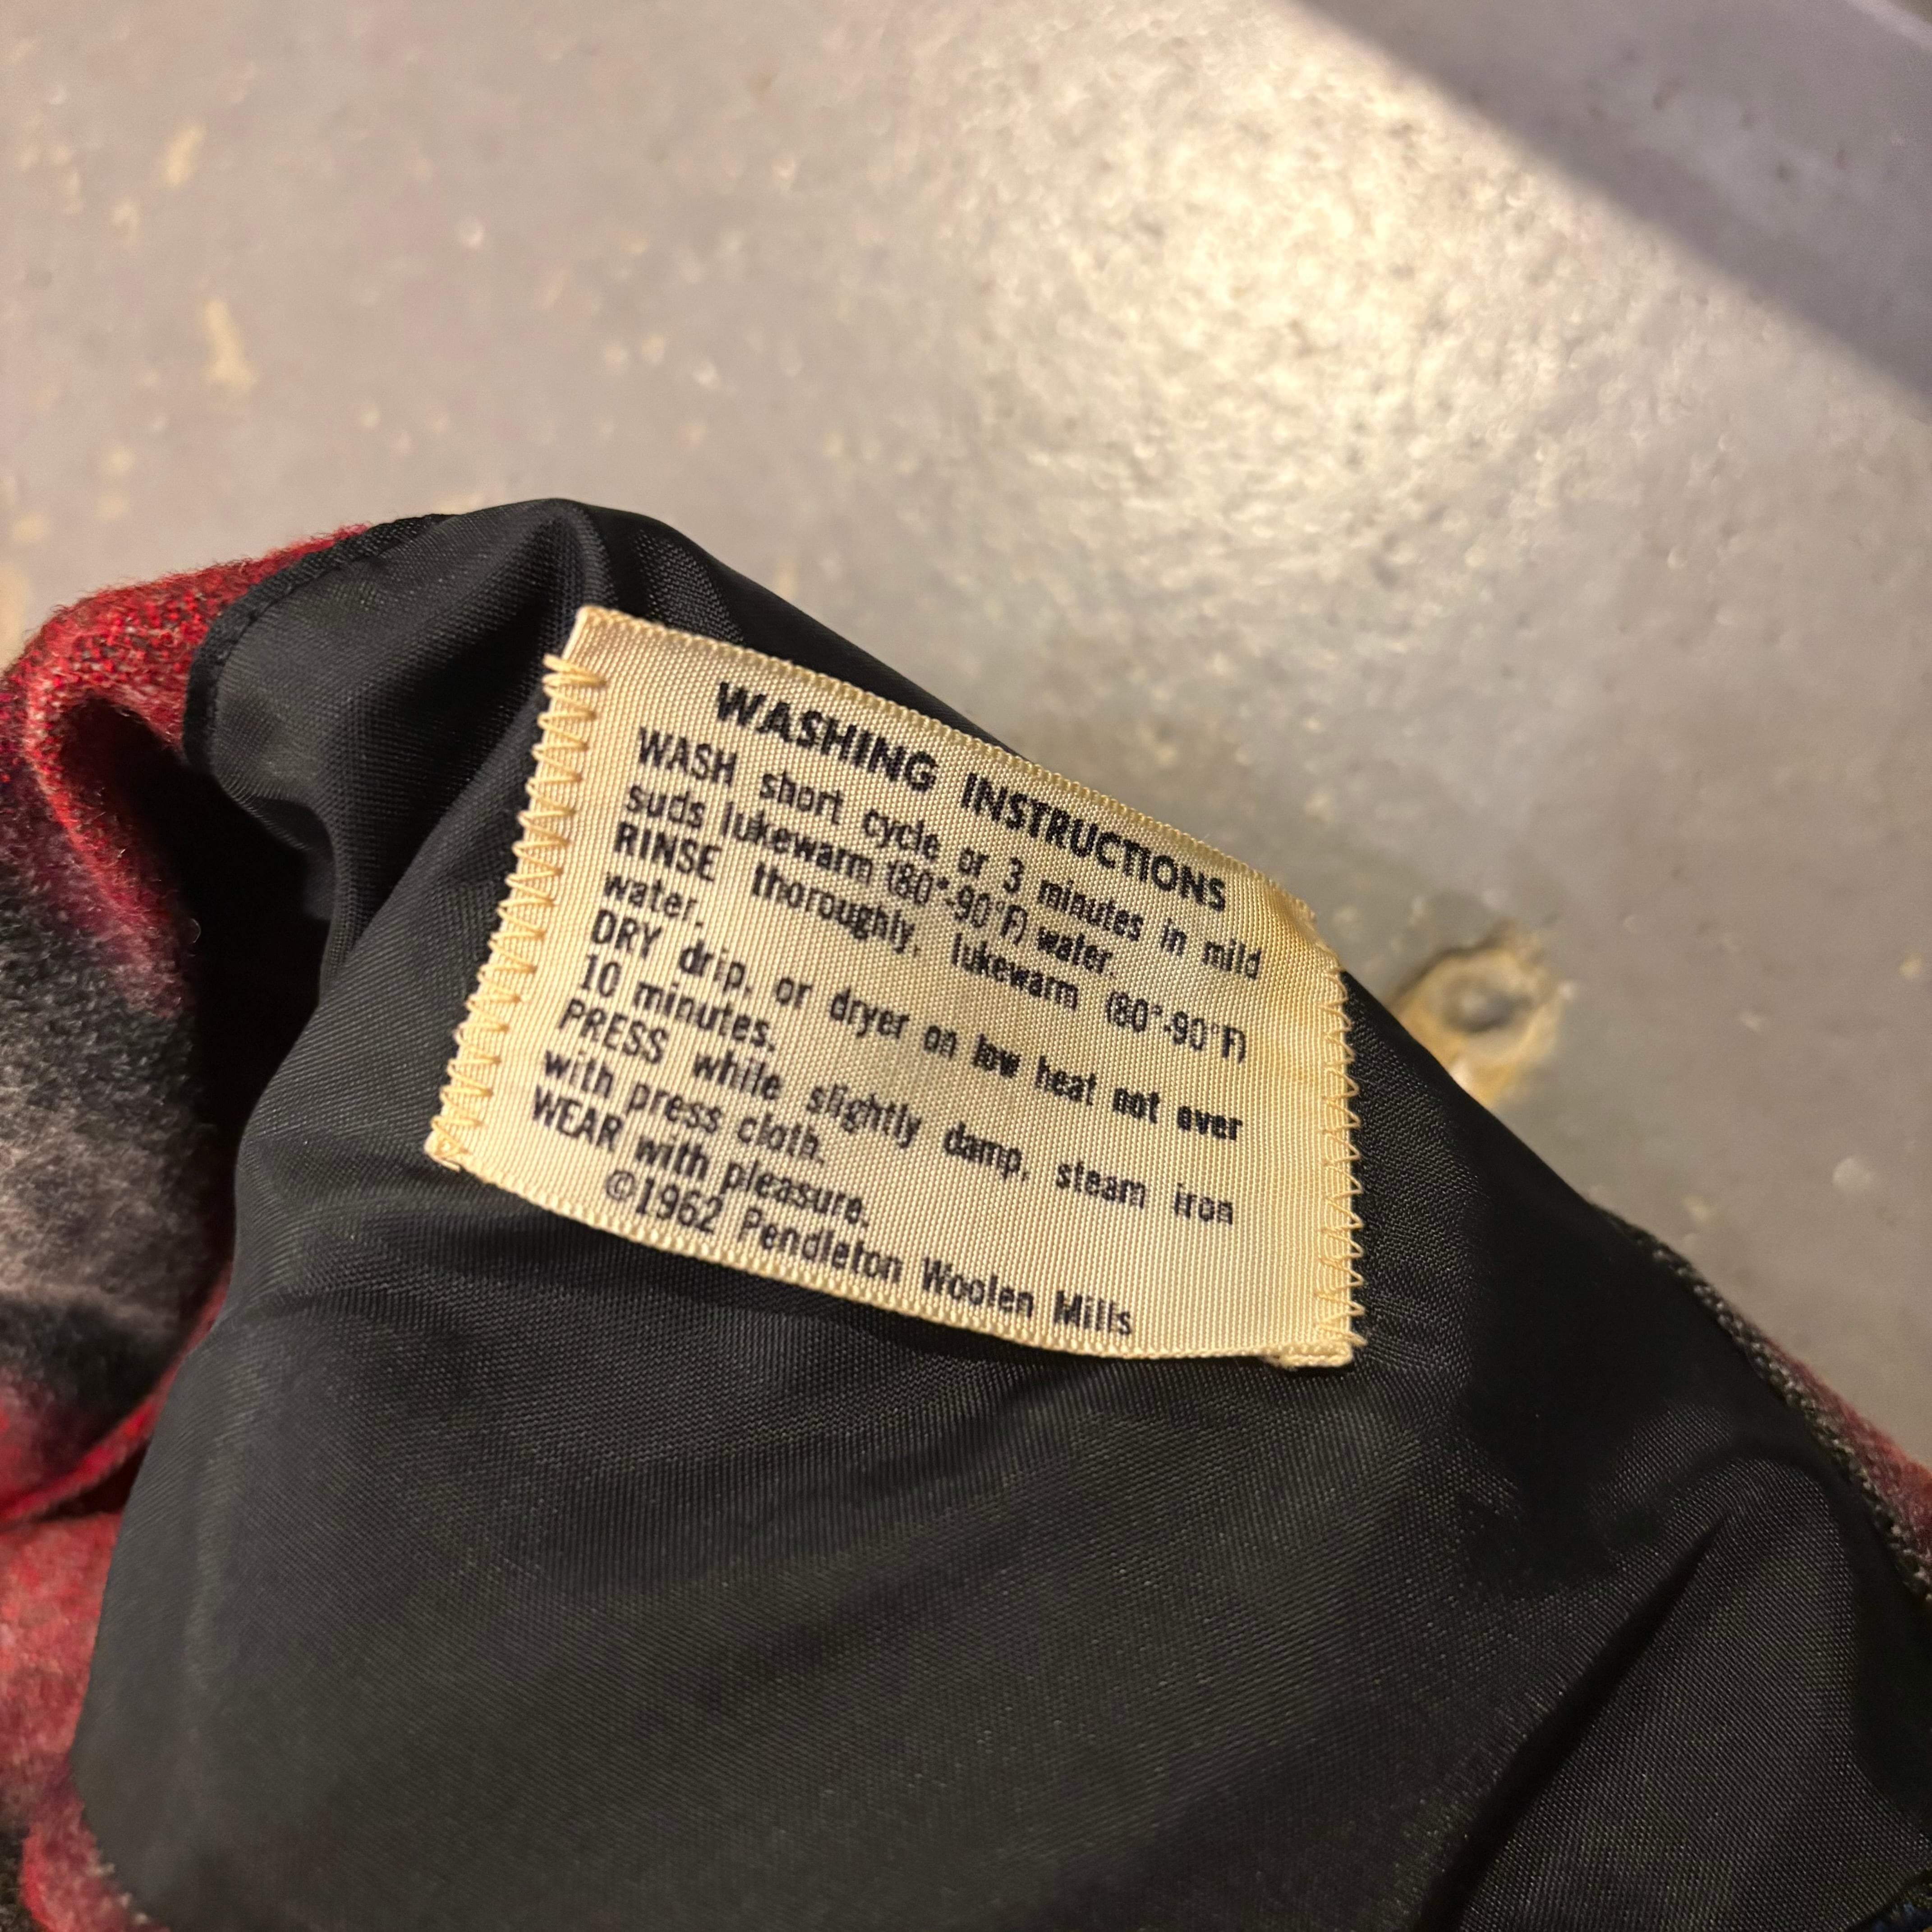 WASHING INSTRUCTIONS
WASH short cycle or 3 minutes in mild
suds lukewarm (80°-90°F) water.
RINSE thoroughly, lukewarm (80°-90°F)
water.
DRY drip, or dryer on low heat not over
10 minutes.
PRESS while slightly damp, steam iron
with press cloth.
WEAR with pleasure.
©1962 Pendleton Woolen Mills